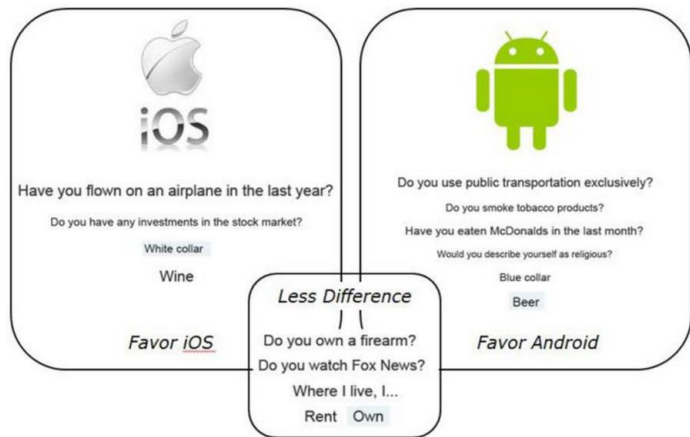 iOS
Have you flown on an airplane in the last year?
Do you have any investments in the stock market?
White collar
Wine
Favor iOS
Do you use public transportation exclusively?
Do you smoke tobacco products?
Have you eaten McDonalds in the last month?
Would you describe yourself as religious?
Blue collar
Beer
Favor Android
Less Difference
Do you own a firearm?
Do you watch Fox News?
Where I live, I...
Rent Own